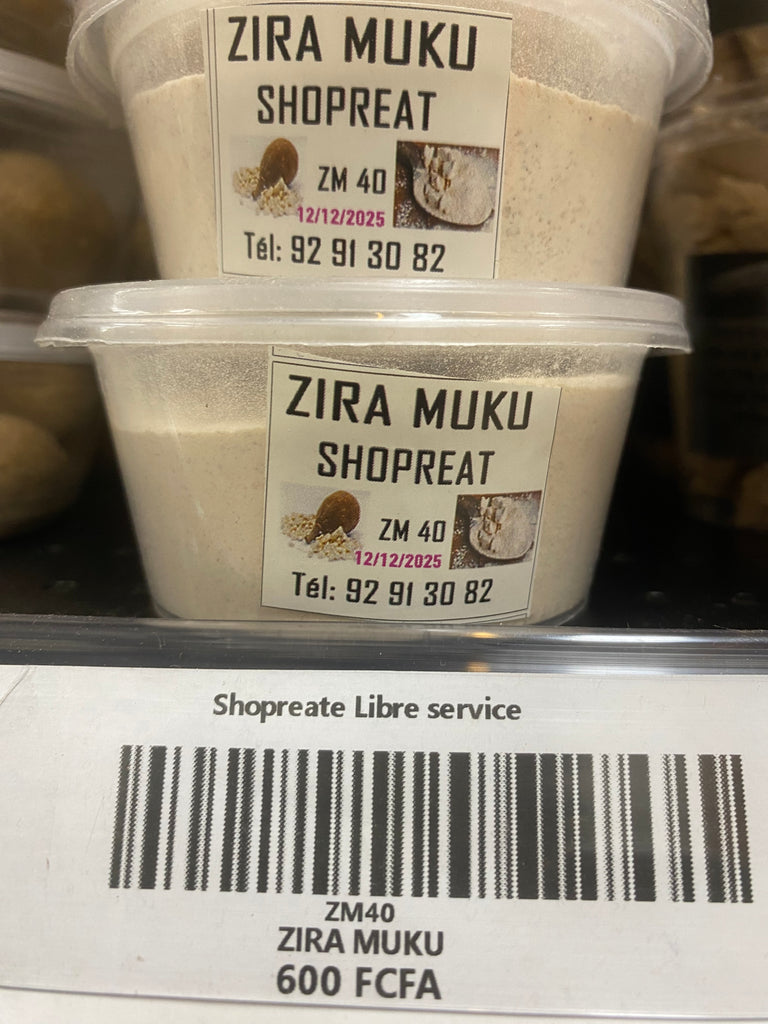 ZIRA MUKU
SHOPREAT
ZM 40
12/12/2025
Tél: 92 91 30 82
ZIRA MUKU
SHOPREAT
ZM 40
12/12/2025
Tél: 92 91 30 82
Shopreate Libre service
ZM40
ZIRA MUKU
600 FCFA